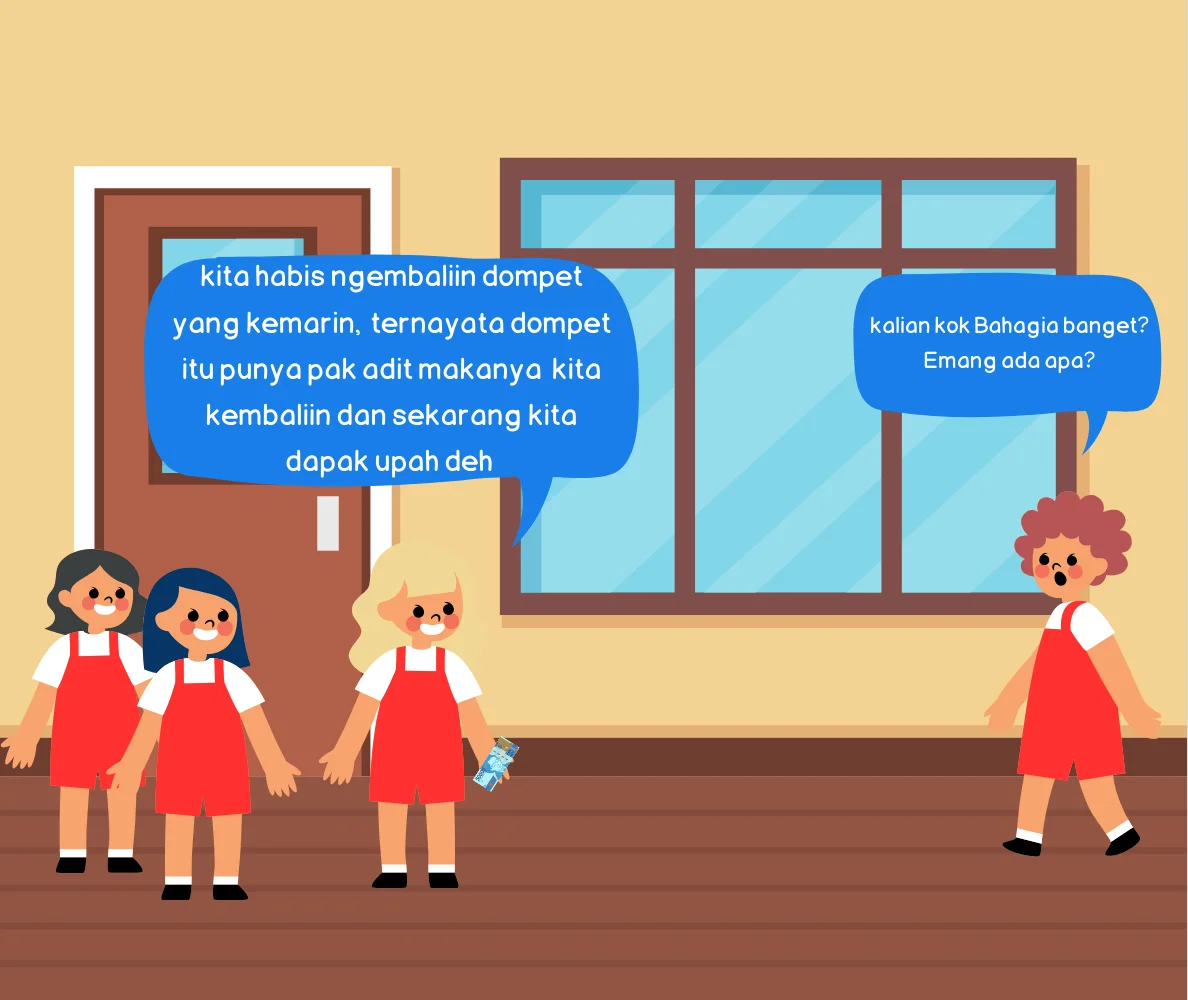 kita habis ngembaliin dompet
yang kemarin, ternayata dompet
itu punya pak adit makanya kita
kembaliin dan sekarang kita
dapak upah deh
kalian kok Bahagia banget?
Emang ada apa?